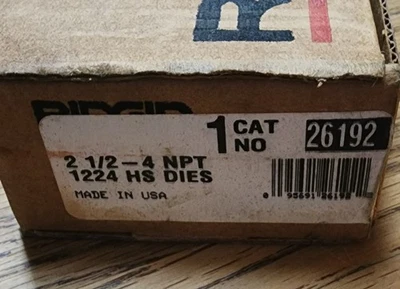 RIDGID
1 CAT NO 26192
2 1/2-4 NPT
1224 HS DIES
MADE IN USA